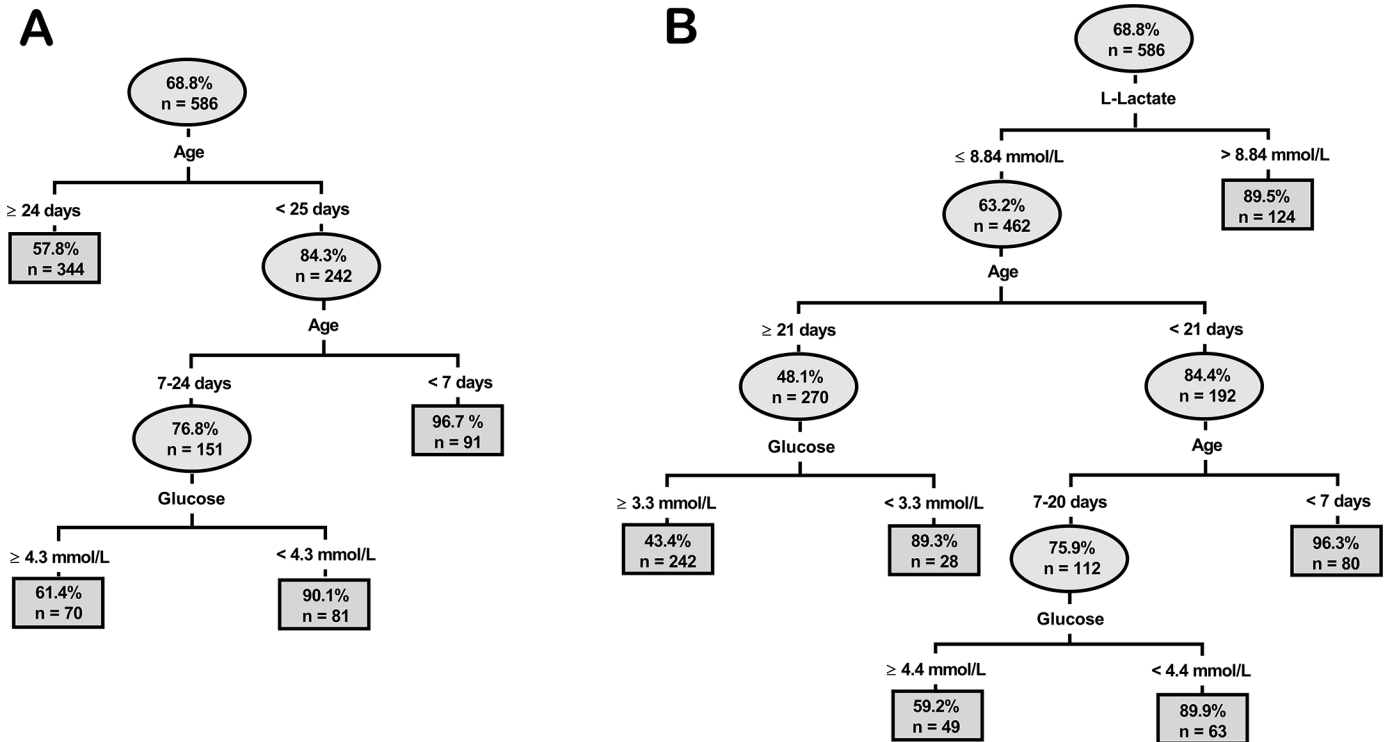 A
68.8%
n = 586
Age
≥ 24 days
< 25 days
57.8%
n = 344
84.3%
n = 242
Age
7-24 days
< 7 days
76.8%
n = 151
96.7 %
n = 91
Glucose
≥ 4.3 mmol/L
< 4.3 mmol/L
61.4%
n = 70
90.1%
n = 81
B
68.8%
n = 586
L-Lactate
≤ 8.84 mmol/L
> 8.84 mmol/L
63.2%
n = 462
89.5%
n = 124
Age
≥ 21 days
< 21 days
48.1%
n = 270
84.4%
n = 192
Glucose
Age
≥ 3.3 mmol/L
< 3.3 mmol/L
7-20 days
< 7 days
43.4%
n = 242
89.3%
n = 28
75.9%
n = 112
96.3%
n = 80
Glucose
≥ 4.4 mmol/L
< 4.4 mmol/L
59.2%
n = 49
89.9%
n = 63